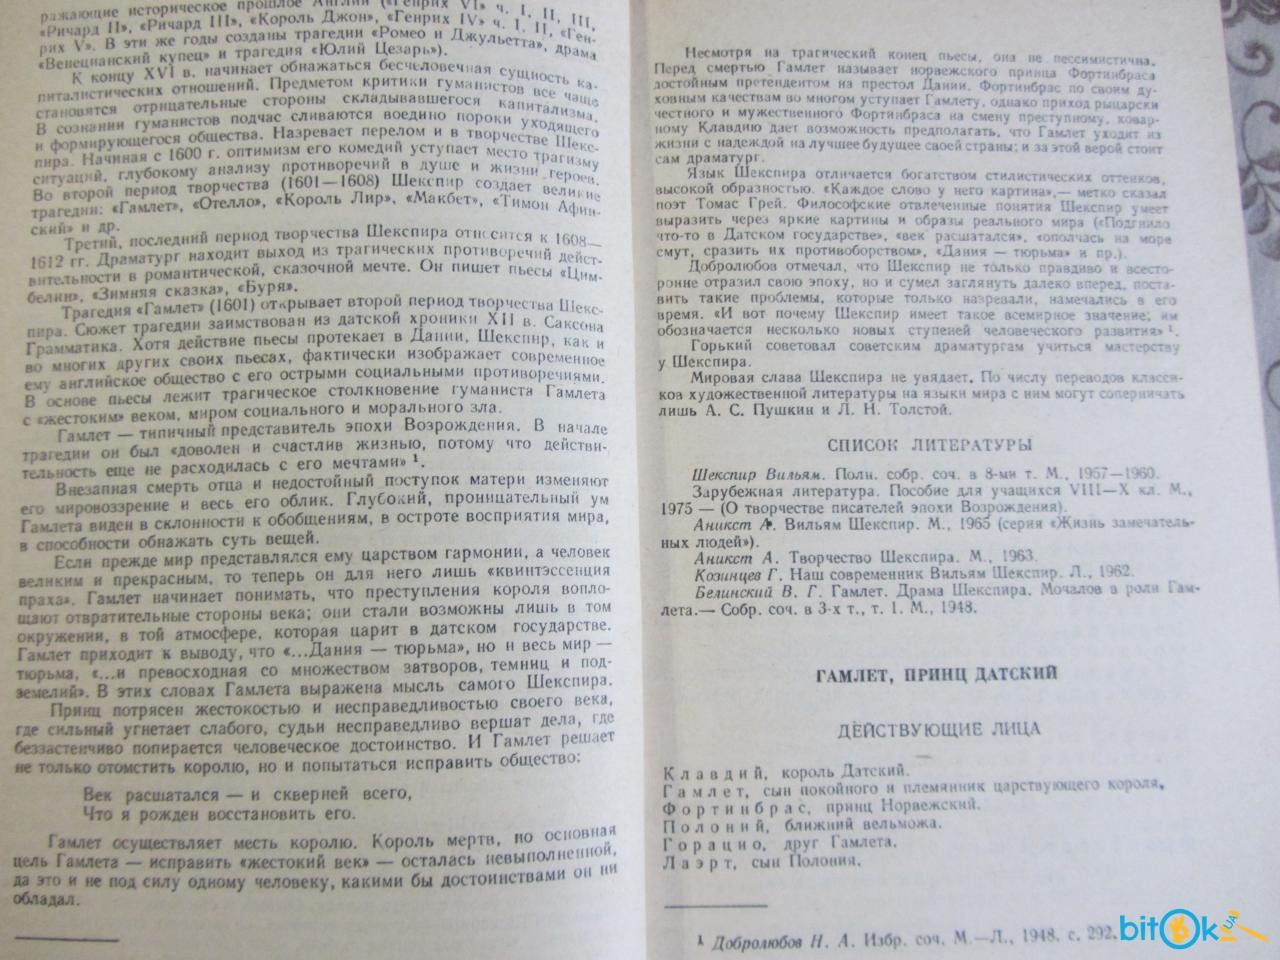 ражающие историческое прошлое Англии («Генрих VI» ч. I, II, III,
«Ричард II», «Ричард III», «Король Джон», «Генрих IV» ч. I, II, «Ген-
рих V». В эти же годы созданы трагедии «Ромео и Джульетта», драма
«Венецианский купец» и трагедия «Юлий Цезарь»).
К концу XVI в. начинает обнажаться бесчеловечная сущность ка-
питалистических отношений. Предметом критики гуманистов все чаще
становятся отрицательные стороны складывавшегося капитализма.
В сознании гуманистов подчас сливаются воедино пороки уходящего
и формирующегося общества. Назревает перелом и в творчестве Шекс-
пира. Начиная с 1600 г. оптимизм его комедий уступает место трагизму
ситуаций, глубокому анализу противоречий в душе и жизни героев.
Во второй период творчества (1601—1608) Шекспир создает великие
трагедии: «Гамлет», «Отелло», «Король Лир», «Макбет», «Тимон Афин-
ский» и др.
Третий, последний период творчества Шекспира относится к 1608—
1612 гг. Драматург находит выход из трагических противоречий дейст-
вительности в романтической, сказочной мечте. Он пишет пьесы «Цим-
белин», «Зимняя сказка», «Буря».
Трагедия «Гамлет» (1601) открывает второй период творчества Шекс-
пира. Сюжет трагедии заимствован из датской хроники XII в. Саксона
Грамматика. Хотя действие пьесы протекает в Дании, Шекспир, как и
во многих других своих пьесах, фактически изображает современное
ему английское общество с его острыми социальными противоречиями.
В основе пьесы лежит трагическое столкновение гуманиста Гамлета
с «жестоким» веком, миром социального и морального зла.
Гамлет — типичный представитель эпохи Возрождения. В начале
трагедии он был «доволен и счастлив жизнью, потому что действи-
тельность еще не расходилась с его мечтами» ¹.
Внезапная смерть отца и недостойный поступок матери изменяют
его мировоззрение и весь его облик. Глубокий, проницательный ум
Гамлета виден в склонности к обобщениям, в остроте восприятия мира,
в способности обнажать суть вещей.
Если прежде мир представлялся ему царством гармонии, а человек
великим и прекрасным, то теперь он для него лишь «квинтэссенция
праха». Гамлет начинает понимать, что преступления короля вопло-
щают отвратительные стороны века; они стали возможны лишь в том
окружении, в той атмосфере, которая царит в датском государстве.
Гамлет приходит к выводу, что «...Дания — тюрьма», но и весь мир —
тюрьма, «...и превосходная со множеством затворов, темниц и под-
земелий». В этих словах Гамлета выражена мысль самого Шекспира.
Принц потрясен жестокостью и несправедливостью своего века,
где сильный угнетает слабого, судьи несправедливо вершат дела, где
беззастенчиво попирается человеческое достоинство. И Гамлет решает
не только отомстить королю, но и попытаться исправить общество:
Век расшатался — и скверней всего,
Что я рожден восстановить его.
Гамлет осуществляет месть королю. Король мертв, но основная
цель Гамлета — исправить «жестокий век» — осталась невыполненной,
да это и не под силу одному человеку, какими бы достоинствами он ни
обладал.
Несмотря на трагический конец пьесы, она не пессимистична.
Перед смертью Гамлет называет норвежского принца Фортинбраса
достойным претендентом на престол Дании. Фортинбрас по своим ду-
ховным качествам во многом уступает Гамлету, однако приход рыцарски
честного и мужественного Фортинбраса на смену преступному, ковар-
ному Клавдию дает возможность предполагать, что Гамлет уходит из
жизни с надеждой на лучшее будущее своей страны; и за этой верой стоит
сам драматург.
Язык Шекспира отличается богатством стилистических оттенков,
высокой образностью. «Каждое слово у него картина»,— метко сказал
поэт Томас Грей. Философские отвлеченные понятия Шекспир умеет
выразить через яркие картины и образы реального мира («Подгнило
что-то в Датском государстве», «век расшатался», «ополчась на море
смут, сразить их противоборством», «Дания — тюрьма» и пр.).
Добролюбов отмечал, что Шекспир не только правдиво и всесто-
ронне отразил свою эпоху, но и сумел заглянуть далеко вперед, поста-
вить такие проблемы, которые только назревали, намечались в его
время. «И вот почему Шекспир имеет такое всемирное значение; им
обозначается несколько новых ступеней человеческого развития» ¹.
Горький советовал советским драматургам учиться мастерству
у Шекспира.
Мировая слава Шекспира не увядает. По числу переводов класси-
ков художественной литературы на языки мира с ним могут соперничать
лишь А. С. Пушкин и Л. Н. Толстой.
СПИСОК ЛИТЕРАТУРЫ
Шекспир Вильям. Полн. собр. соч. в 8-ми т. М., 1957—1960.
Зарубежная литература. Пособие для учащихся VIII—X кл. М.,
1975 — (О творчестве писателей эпохи Возрождения).
Аникст А. Вильям Шекспир. М., 1965 (серия «Жизнь замечатель-
ных людей»).
Аникст А. Творчество Шекспира. М., 1963.
Козинцев Г. Наш современник Вильям Шекспир. Л., 1962.
Белинский В. Г. Гамлет. Драма Шекспира. Мочалов в роли Гам-
лета.— Собр. соч. в 3-х т., т. 1. М., 1948.
ГАМЛЕТ, ПРИНЦ ДАТСКИЙ
ДЕЙСТВУЮЩИЕ ЛИЦА
Клавдий, король Датский.
Гамлет, сын покойного и племянник царствующего короля.
Фортинбрас, принц Норвежский.
Полоний, ближний вельможа.
Горацио, друг Гамлета.
Лаэрт, сын Полония.
¹ Добролюбов Н. А. Избр. соч. М.—Л., 1948. с. 292.
bitOk UA